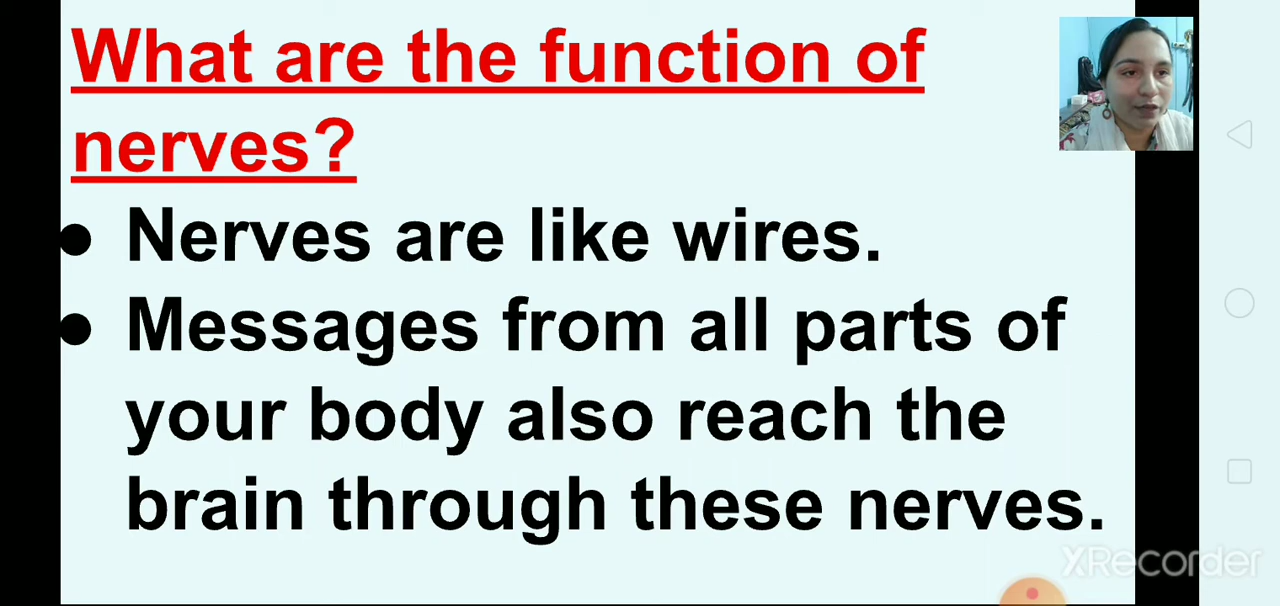 What are the function of
nerves?
● Nerves are like wires.
● Messages from all parts of
your body also reach the
brain through these nerves.
XRecorder